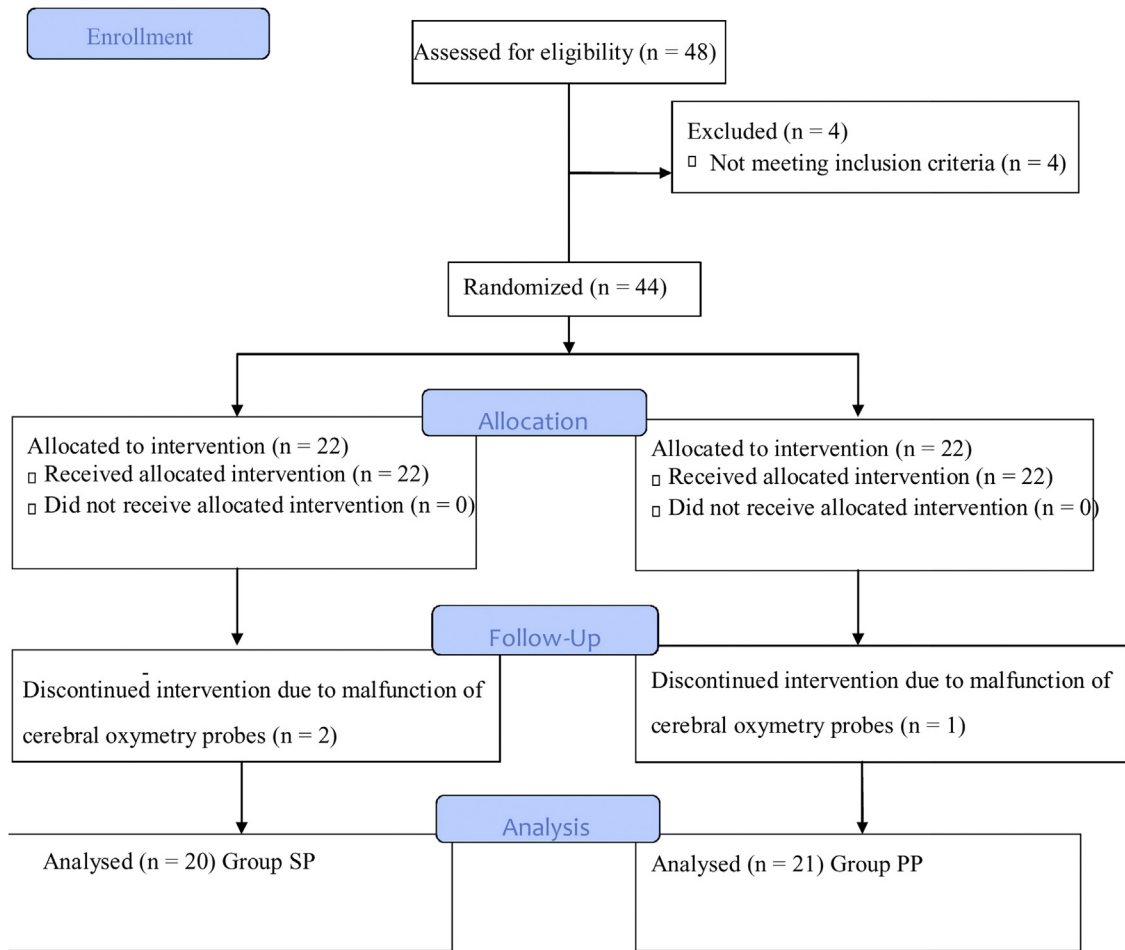 Enrollment
Assessed for eligibility (n = 48)
Excluded (n = 4)
▯ Not meeting inclusion criteria (n = 4)
Randomized (n = 44)
Allocation
Allocated to intervention (n = 22)
▯ Received allocated intervention (n = 22)
▯ Did not receive allocated intervention (n = 0)
Allocated to intervention (n = 22)
▯ Received allocated intervention (n = 22)
▯ Did not receive allocated intervention (n = 0)
Follow-Up
Discontinued intervention due to malfunction of
cerebral oxymetry probes (n = 2)
Discontinued intervention due to malfunction of
cerebral oxymetry probes (n = 1)
Analysis
Analysed (n = 20) Group SP
Analysed (n = 21) Group PP